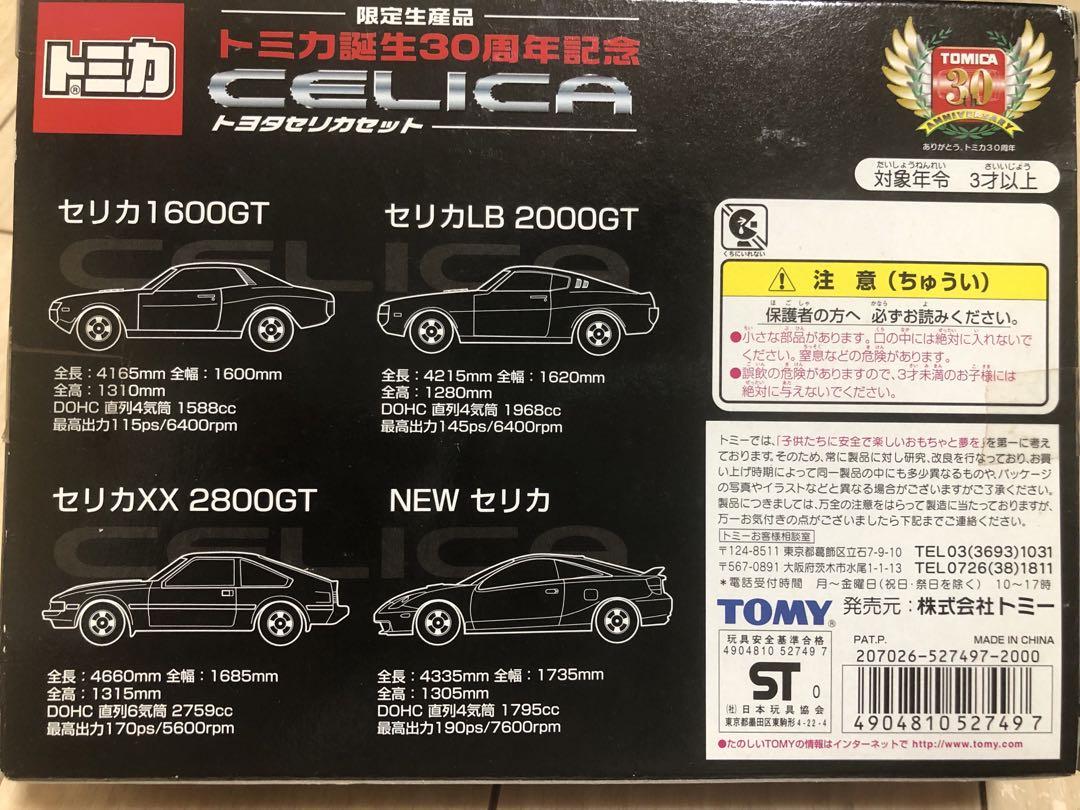 限定生産品
トミカ誕生30周年記念
CELICA
トヨタセリカセット
トミカ®
TOMICA
30th
ANNIVERSARY
ありがとう、トミカ30周年
だいしょうねんれい さいいじょう
対象年令 3才以上
セリカ1600GT
CELICA
全長：4165mm 全幅：1600mm
全高：1310mm
DOHC 直列4気筒 1588cc
最高出力115ps/6400rpm
セリカLB 2000GT
CELICA
全長：4215mm 全幅：1620mm
全高：1280mm
DOHC 直列4気筒 1968cc
最高出力145ps/6400rpm
セリカXX 2800GT
CELICA
全長：4660mm 全幅：1685mm
全高：1315mm
DOHC 直列6気筒 2759cc
最高出力170ps/5600rpm
NEW セリカ
CELICA
全長：4335mm 全幅：1735mm
全高：1305mm
DOHC 直列4気筒 1795cc
最高出力190ps/7600rpm
くちにいれない
注 意（ちゅうい）
ほごしゃ かなら よ
保護者の方へ 必ずお読みください。
●小さな部品があります。口の中には絶対に入れないで
ください。窒息などの危険があります。
●誤飲の危険がありますので、3才未満のお子様には
絶対に与えないでください。
トミーでは、「子供たちに安全で楽しいおもちゃと夢を」を第一に考え
ております。そのため、常に製品に対し研究、改良を行なっており、お買
い上げ時期によって同一製品の中にも多少異なるものや、パッケージ
の写真やイラストなどと異なる場合がございますがご了承ください。
製品につきましては、万全の注意をはらって製造に当たっておりますが、
万一お気付きの点がございましたら下記までご連絡ください。
トミーお客様相談室
〒124-8511 東京都葛飾区立石7-9-10 TEL03(3693)1031
〒567-0891 大阪府茨木市水尾1-1-13 TEL0726(38)1811
＊電話受付時間 月〜金曜日(祝日・祭日を除く) 10〜17時
TOMY® 発売元：株式会社トミー
玩具安全基準合格
4904810 52749 7
ST 0
(社)日本玩具協会
東京都墨田区東駒形4-22-4
PAT.P. MADE IN CHINA
207026-527497-2000
4904810527497
●たのしいTOMYの情報はインターネットで http://www.tomy.com